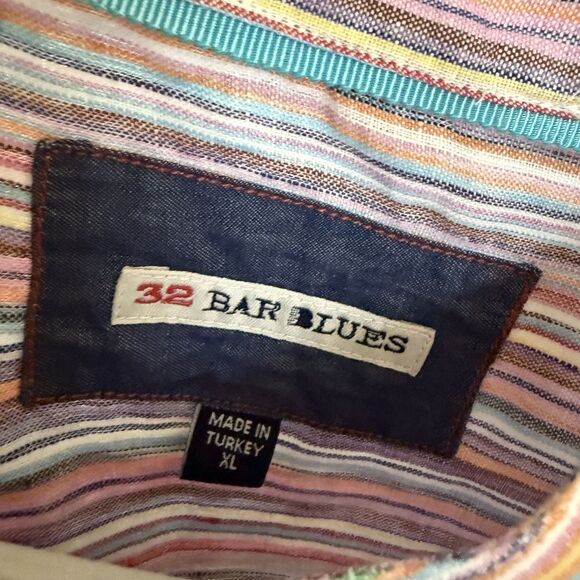 32 BAR BLUES
MADE IN
TURKEY
XL